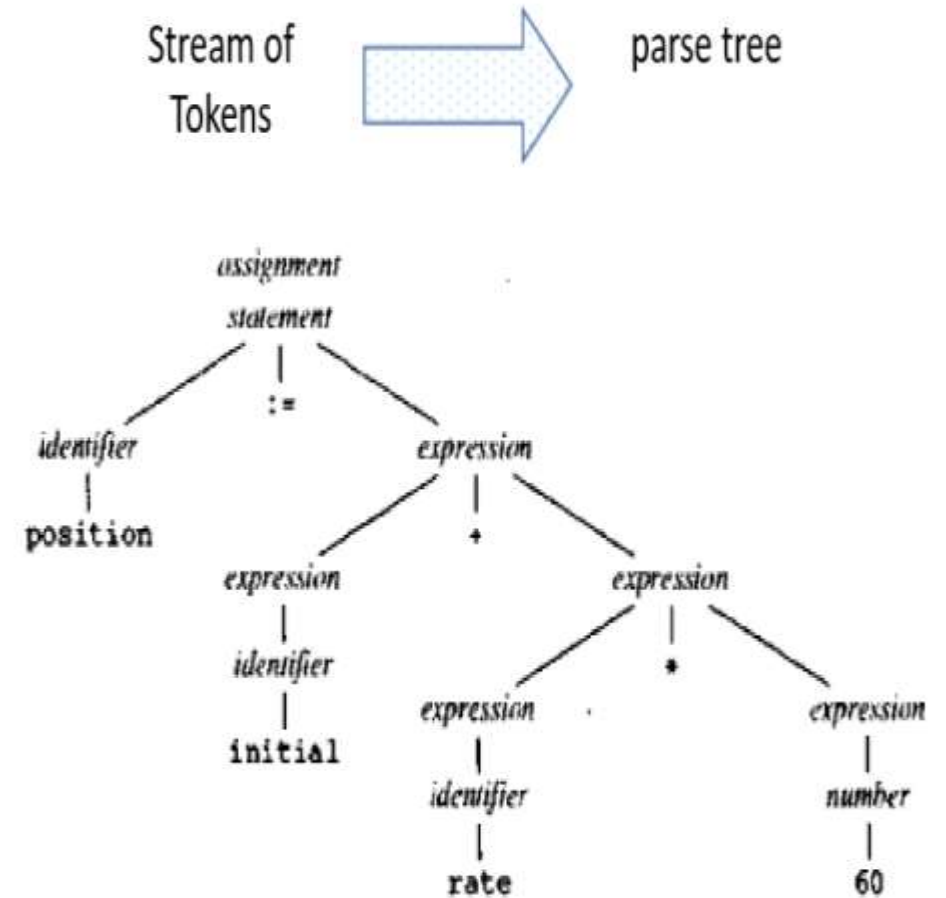 Stream of
Tokens
parse tree
assignment
statement
:=
identifier
expression
position
+
expression
expression
identifier
*
expression
expression
initial
identifier
number
rate
60